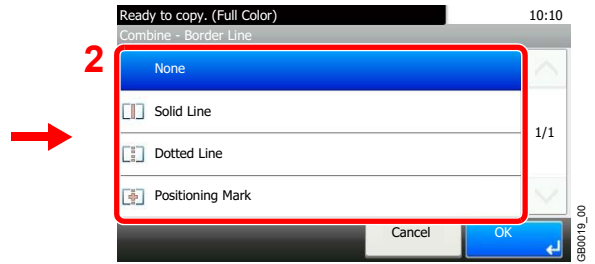 Ready to copy. (Full Color) 10:10
Combine - Border Line
2
None
Solid Line
1/1
Dotted Line
Positioning Mark
Cancel OK
GB0019_00